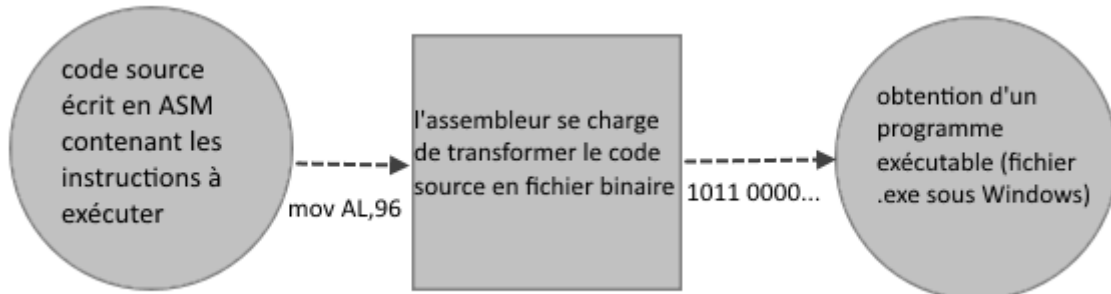 code source
écrit en ASM
contenant les
instructions à
exécuter
mov AL,96
l'assembleur se charge
de transformer le code
source en fichier binaire
1011 0000...
obtention d'un
programme
exécutable (fichier
.exe sous Windows)